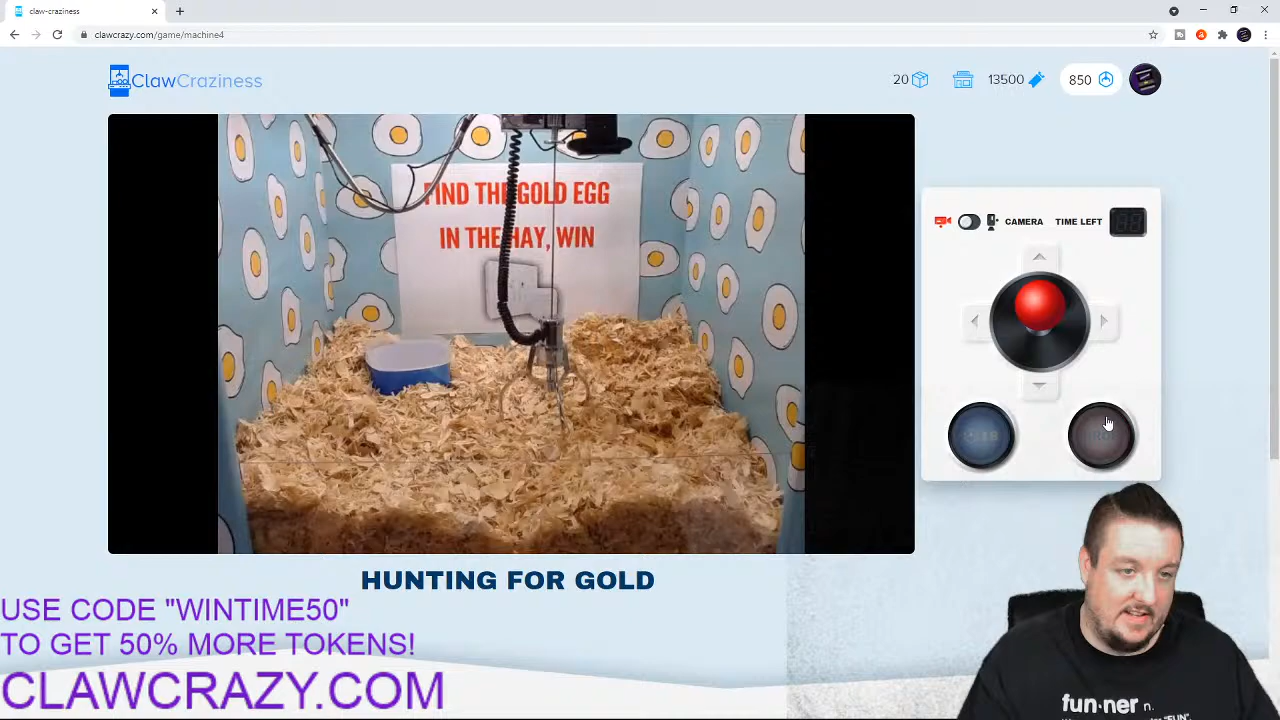 claw-craziness
clawcrazy.com/game/machine4
ClawCraziness
20
13500
850
FIND THE GOLD EGG
IN THE HAY, WIN
CAMERA
TIME LEFT
HUNTING FOR GOLD
USE CODE "WINTIME50"
TO GET 50% MORE TOKENS!
CLAWCRAZY.COM
fun·ner n.